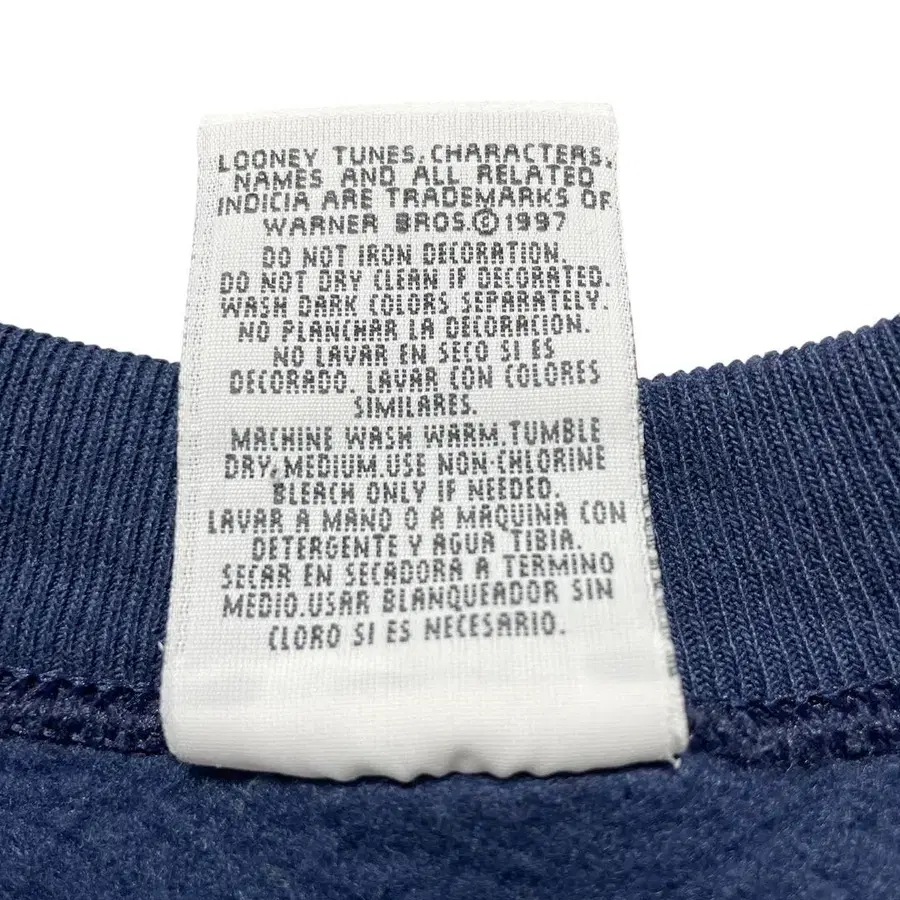 LOONEY TUNES, CHARACTERS,
NAMES AND ALL RELATED
INDICIA ARE TRADEMARKS OF
WARNER BROS.©1997
DO NOT IRON DECORATION.
DO NOT DRY CLEAN IF DECORATED.
WASH DARK COLORS SEPARATELY.
NO PLANCHAR LA DECORACION.
NO LAVAR EN SECO SI ES
DECORADO. LAVAR CON COLORES
SIMILARES.
MACHINE WASH WARM.TUMBLE
DRY,MEDIUM.USE NON-CHLORINE
BLEACH ONLY IF NEEDED.
LAVAR A MANO O A MAQUINA CON
DETERGENTE Y AGUA TIBIA.
SECAR EN SECADORA A TERMINO
MEDIO.USAR BLANQUEADOR SIN
CLORO SI ES NECESARIO.